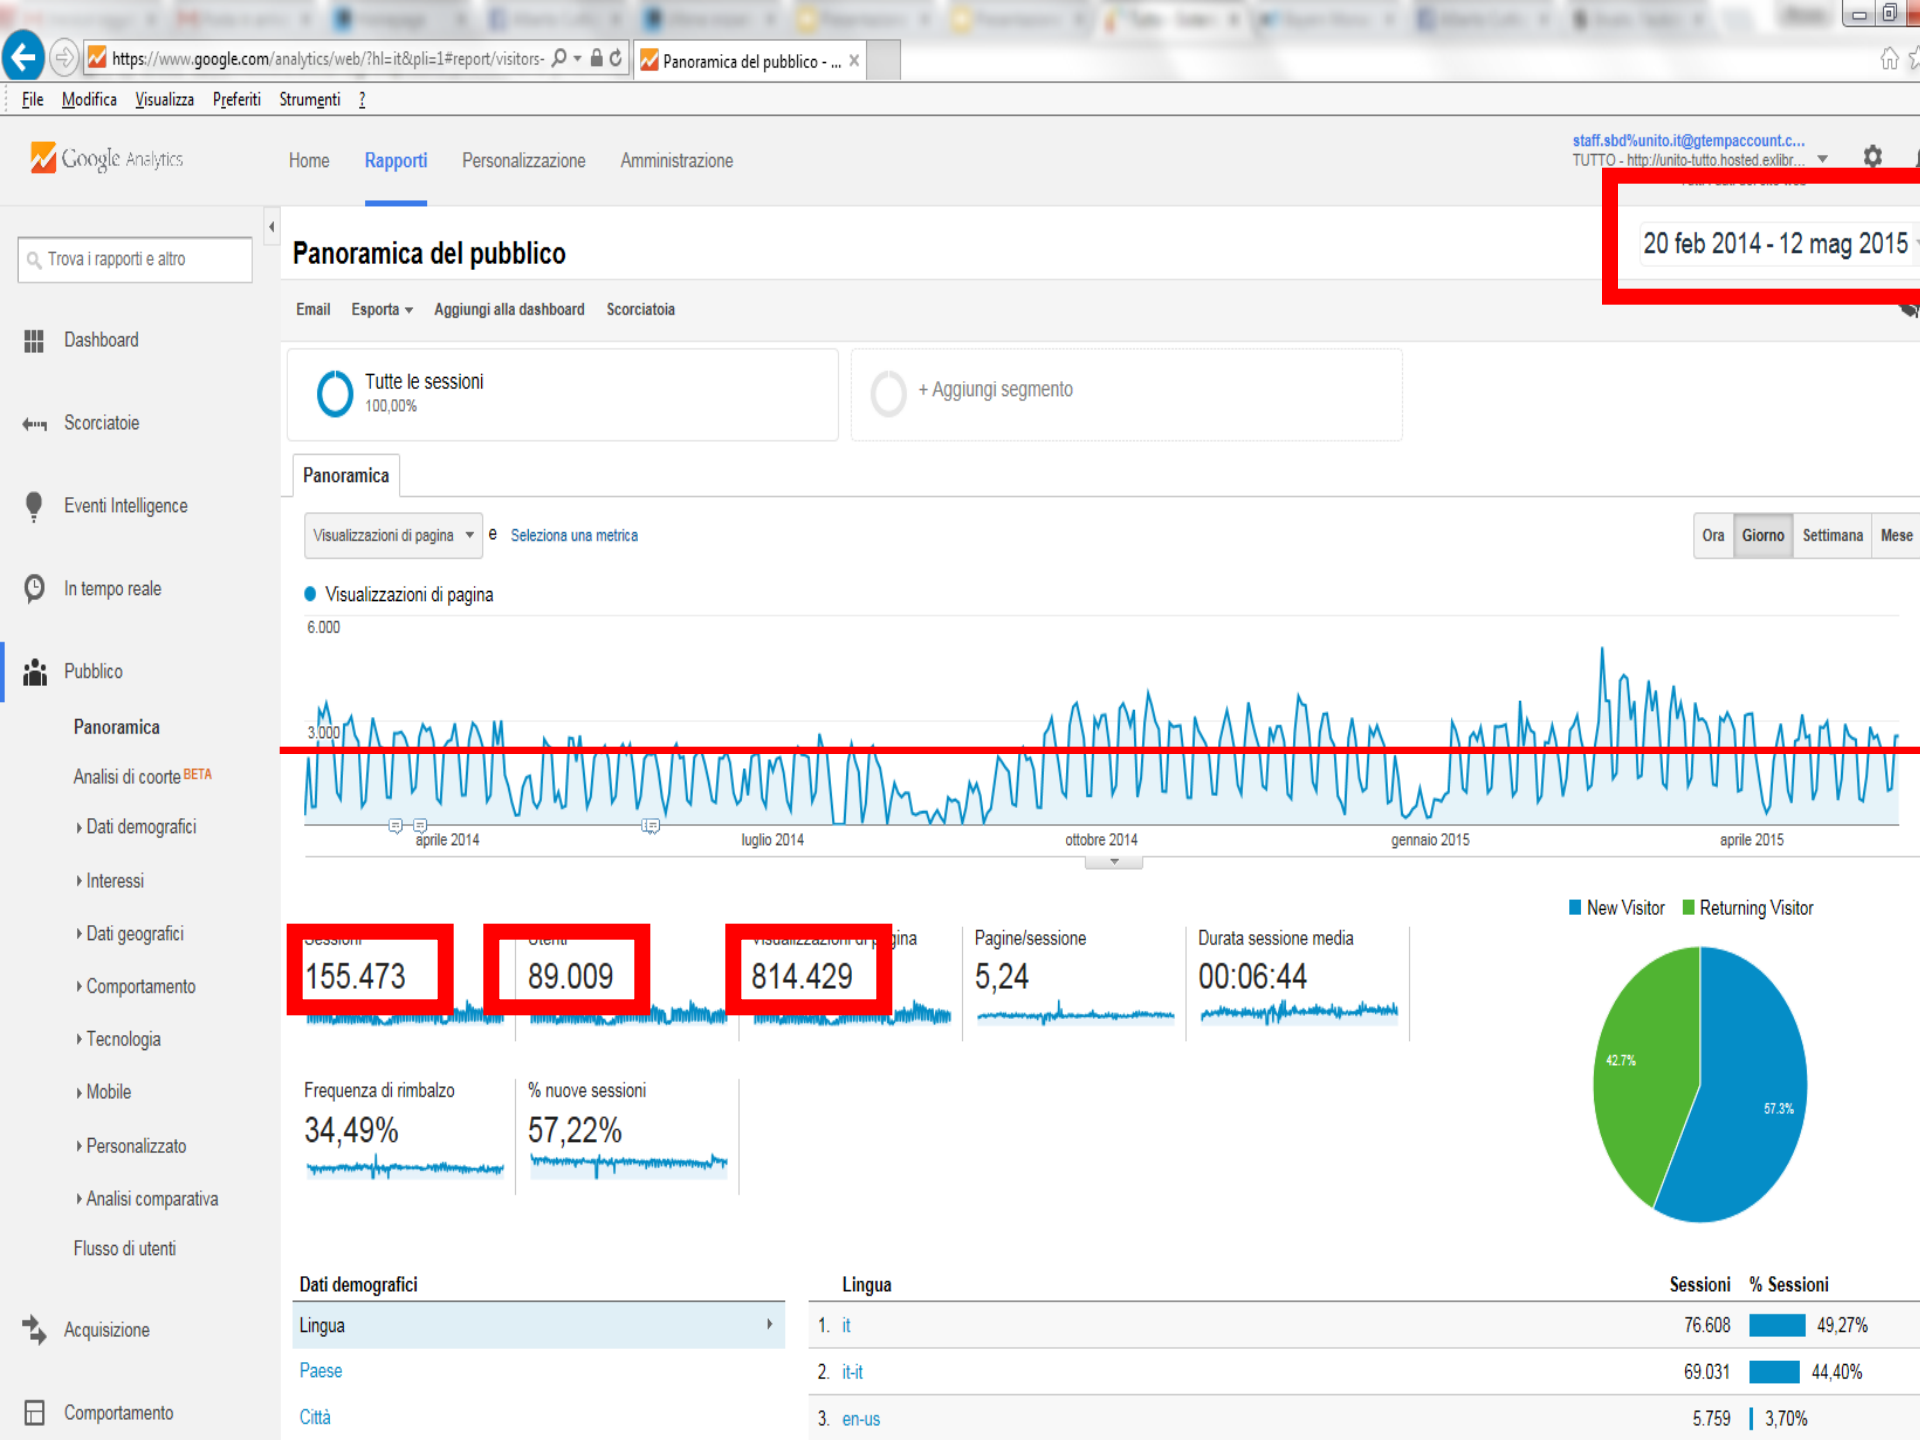 https://www.google.com/analytics/web/?hl=it&pli=1#report/visitors-
Panoramica del pubblico - ...
File Modifica Visualizza Preferiti Strumenti ?
Google Analytics
Home Rapporti Personalizzazione Amministrazione
staff.sbd%unito.it@gtempaccount.c...
TUTTO - http://unito-tutto.hosted.exlibr...
Trova i rapporti e altro
Panoramica del pubblico
20 feb 2014 - 12 mag 2015
Email Esporta Aggiungi alla dashboard Scorciatoia
Dashboard
Scorciatoie
Eventi Intelligence
In tempo reale
Pubblico
Panoramica
Analisi di coorte BETA
Dati demografici
Interessi
Dati geografici
Comportamento
Tecnologia
Mobile
Personalizzato
Analisi comparativa
Flusso di utenti
Acquisizione
Comportamento
Tutte le sessioni
100,00%
+ Aggiungi segmento
Panoramica
Visualizzazioni di pagina e Seleziona una metrica
Ora Giorno Settimana Mese
Visualizzazioni di pagina
6.000
3.000
aprile 2014 luglio 2014 ottobre 2014 gennaio 2015 aprile 2015
New Visitor Returning Visitor
Sessioni
155.473
Utenti
89.009
Visualizzazioni di pagina
814.429
Pagine/sessione
5,24
Durata sessione media
00:06:44
Frequenza di rimbalzo
34,49%
% nuove sessioni
57,22%
42.7%
57.3%
Dati demografici
Lingua
Paese
Città
Lingua Sessioni % Sessioni
1. it 76.608 49,27%
2. it-it 69.031 44,40%
3. en-us 5.759 3,70%